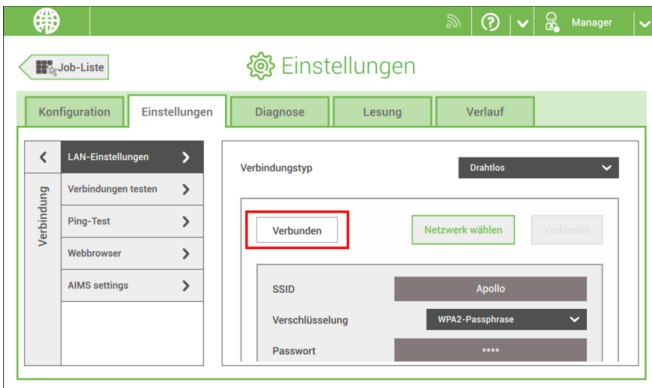 Manager
Job-Liste
Einstellungen
Konfiguration Einstellungen Diagnose Lesung Verlauf
Verbindung
LAN-Einstellungen
Verbindungen testen
Ping-Test
Webbrowser
AIMS settings
Verbindungstyp Drahtlos
Verbunden Netzwerk wählen Verbinden
SSID Apollo
Verschlüsselung WPA2-Passphrase
Passwort ****